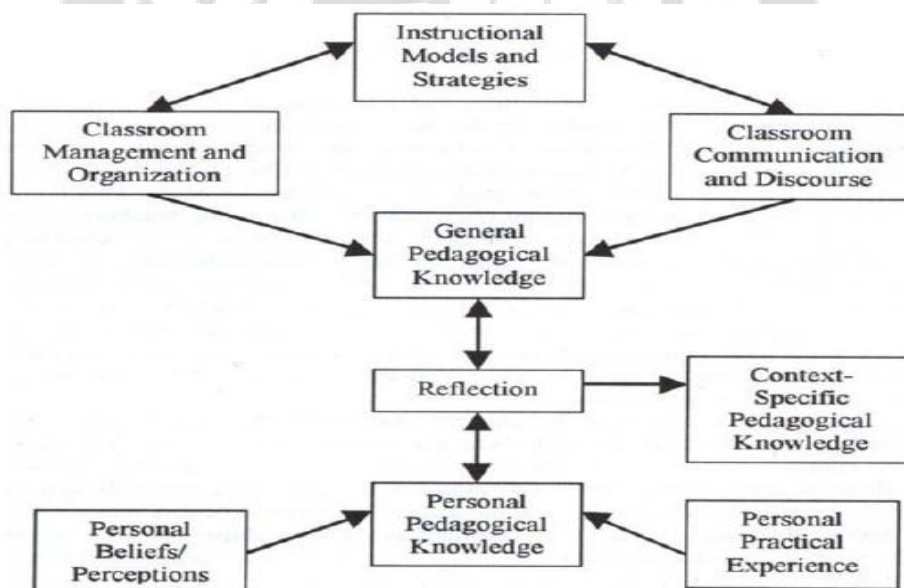 Instructional
Models and
Strategies
Classroom
Management and
Organization
Classroom
Communication
and Discourse
General
Pedagogical
Knowledge
Reflection
Context-
Specific
Pedagogical
Knowledge
Personal
Beliefs/
Perceptions
Personal
Pedagogical
Knowledge
Personal
Practical
Experience